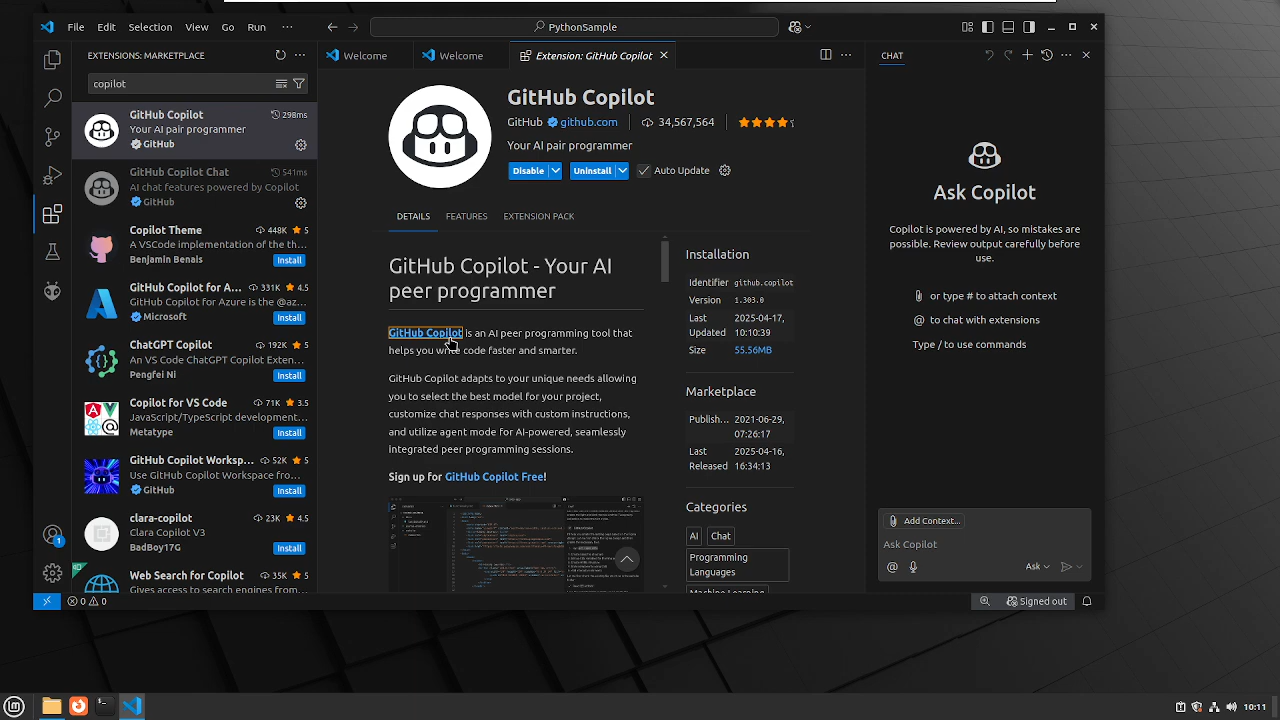 File Edit Selection View Go Run ···
PythonSample
EXTENSIONS: MARKETPLACE
copilot
GitHub Copilot 298ms
Your AI pair programmer
GitHub
GitHub Copilot Chat 541ms
AI chat features powered by Copilot
GitHub
Copilot Theme 448K 5
A VScode implementation of the th...
Benjamin Benais Install
GitHub Copilot for A... 331K 4.5
GitHub Copilot for Azure is the @az...
Microsoft Install
ChatGPT Copilot 192K 5
An VS Code ChatGPT Copilot Exten...
Pengfei Ni Install
Copilot for VS Code 71K 3.5
JavaScript/TypeScript developmen...
Metatype Install
GitHub Copilot Worksp... 52K 5
Use GitHub Copilot Workspace from...
GitHub Install
Claia Copilot 23K 4.5
Claia Copilot
BadBoy17G Install
Web Search for Copilot 35K 5
Gives access to search engines from...
Welcome
Welcome
Extension: GitHub Copilot
GitHub Copilot
GitHub github.com 34,567,564
Your AI pair programmer
Disable Uninstall Auto Update
DETAILS FEATURES EXTENSION PACK
GitHub Copilot - Your AI
peer programmer
GitHub Copilot is an AI peer programming tool that
helps you write code faster and smarter.
GitHub Copilot adapts to your unique needs allowing
you to select the best model for your project,
customize chat responses with custom instructions,
and utilize agent mode for AI-powered, seamlessly
integrated peer programming sessions.
Sign up for GitHub Copilot Free!
Installation
Identifier github.copilot
Version 1.303.0
Last 2025-04-17,
Updated 10:10:39
Size 55.56MB
Marketplace
Publish... 2021-06-29,
07:26:17
Last 2025-04-16,
Released 16:34:13
Categories
AI Chat
Programming
Languages
Machine Learning
CHAT
Ask Copilot
Copilot is powered by AI, so mistakes are
possible. Review output carefully before
use.
or type # to attach context
@ to chat with extensions
Type / to use commands
Add Context...
Ask Copilot
@ Ask
1
0 0
Signed out
10:11